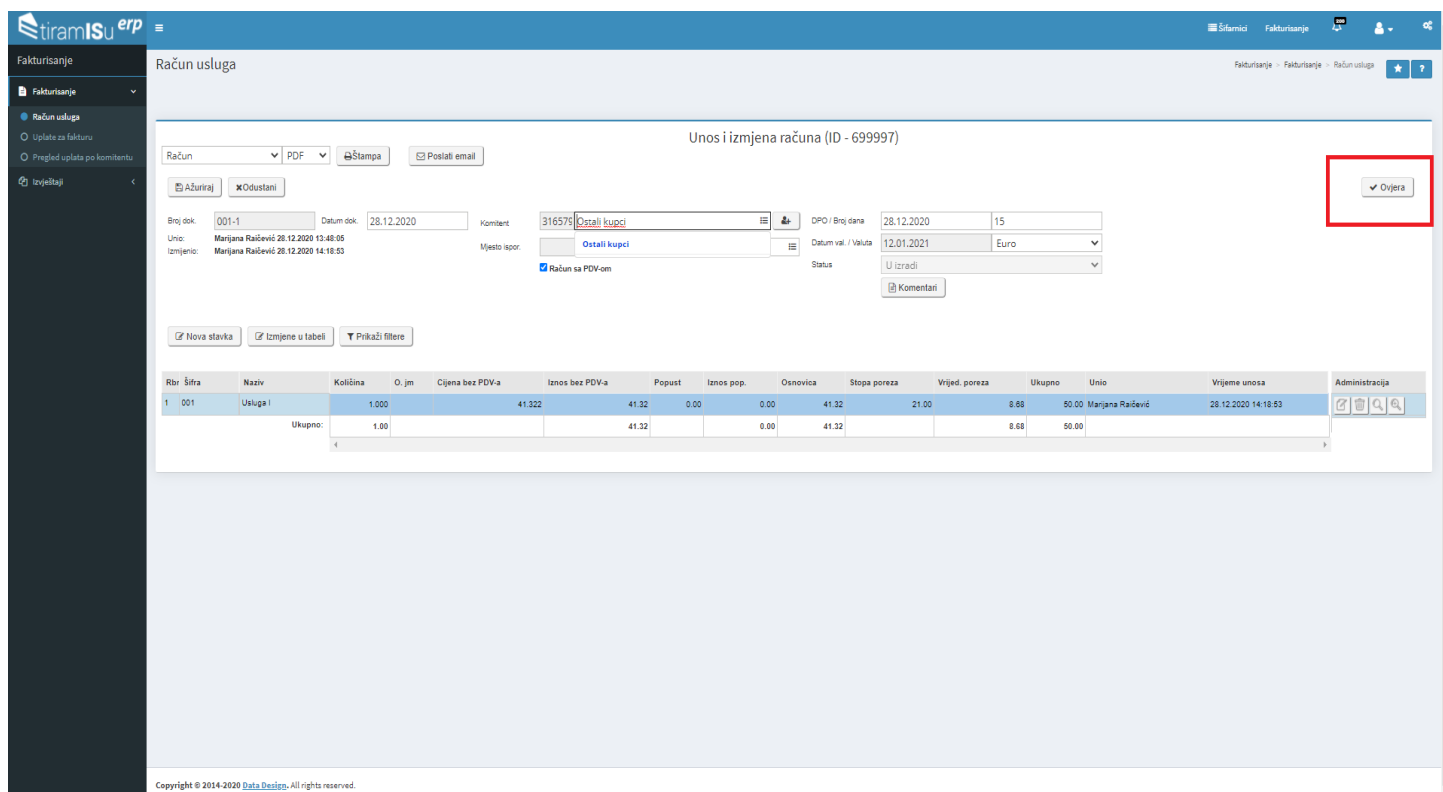 tiramISu erp
Šifarnici Fakturisanje 200
Fakturisanje
Račun usluga
Fakturisanje > Fakturisanje > Račun usluga ?
Fakturisanje
Račun usluga
Uplate za fakturu
Pregled uplata po komitentu
Izvještaji
Unos i izmjena računa (ID - 699997)
Račun PDF Štampa Poslati email
Ažuriraj Odustani Ovjera
Broj dok. 001-1 Datum dok. 28.12.2020 Komitent 316579 Ostali kupci DPO / Broj dana 28.12.2020 15
Unio: Marijana Raičević 28.12.2020 13:48:05
Izmjenio: Marijana Raičević 28.12.2020 14:18:53
Mjesto ispor. Ostali kupci Datum val. / Valuta 12.01.2021 Euro
Račun sa PDV-om Status U izradi
Komentari
Nova stavka Izmjene u tabeli Prikaži filtere
Rbr Šifra Naziv Količina O. jm Cijena bez PDV-a Iznos bez PDV-a Popust Iznos pop. Osnovica Stopa poreza Vrijed. poreza Ukupno Unio Vrijeme unosa Administracija
1 001 Usluga I 1.000 41.322 41.32 0.00 0.00 41.32 21.00 8.68 50.00 Marijana Raičević 28.12.2020 14:18:53
Ukupno: 1.00 41.32 0.00 41.32 8.68 50.00
Copyright © 2014-2020 Data Design. All rights reserved.